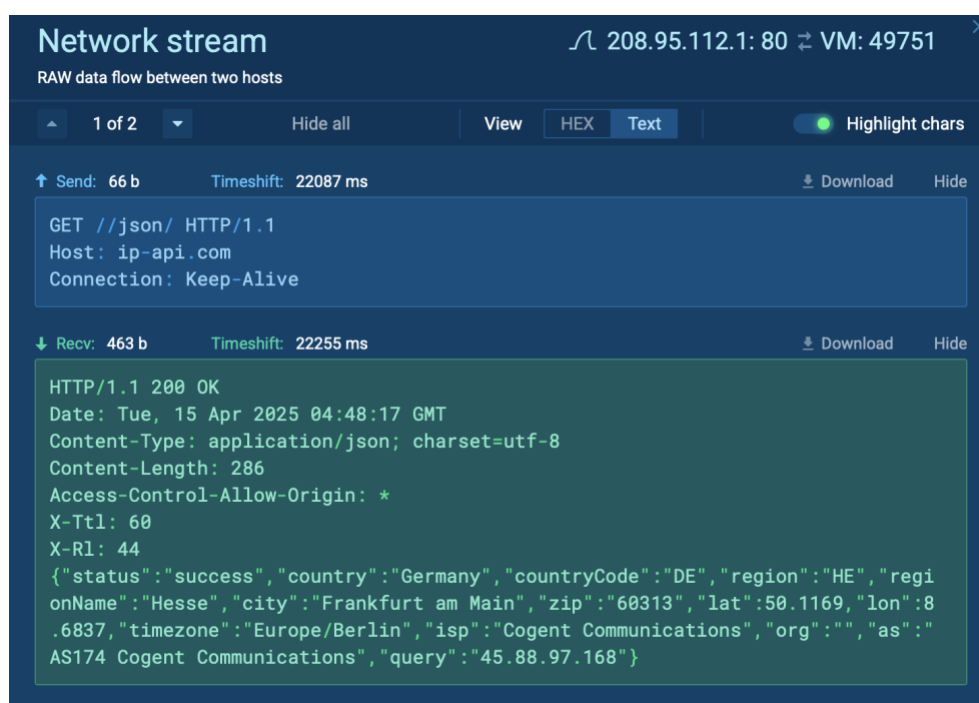 Network stream
208.95.112.1: 80 ⇄ VM: 49751
RAW data flow between two hosts
1 of 2
Hide all
View
HEX
Text
Highlight chars
Send: 66 b
Timeshift: 22087 ms
Download
Hide
GET //json/ HTTP/1.1
Host: ip-api.com
Connection: Keep-Alive
Recv: 463 b
Timeshift: 22255 ms
Download
Hide
HTTP/1.1 200 OK
Date: Tue, 15 Apr 2025 04:48:17 GMT
Content-Type: application/json; charset=utf-8
Content-Length: 286
Access-Control-Allow-Origin: *
X-Ttl: 60
X-Rl: 44
{"status":"success","country":"Germany","countryCode":"DE","region":"HE","regi
onName":"Hesse","city":"Frankfurt am Main","zip":"60313","lat":50.1169,"lon":8
.6837,"timezone":"Europe/Berlin","isp":"Cogent Communications","org":"","as":"
AS174 Cogent Communications","query":"45.88.97.168"}